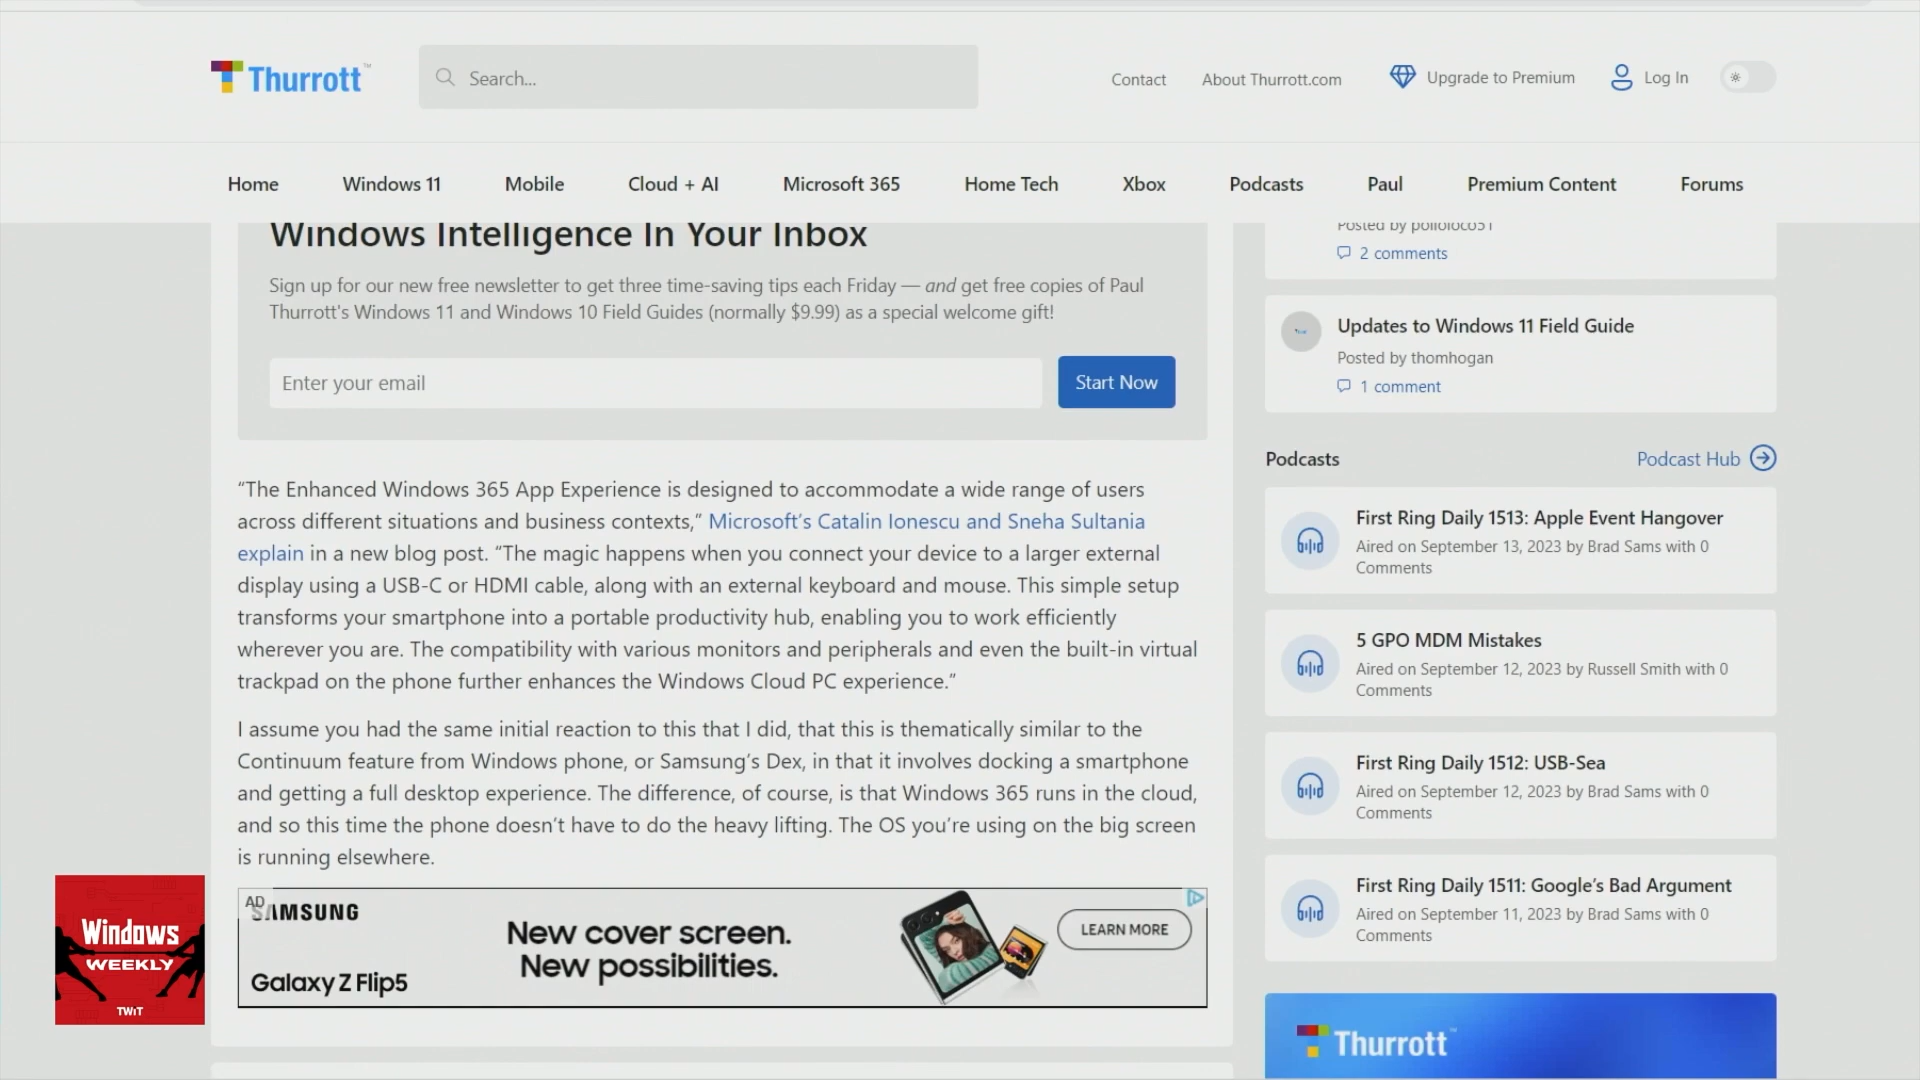 Thurrott™
Search...
Contact
About Thurrott.com
Upgrade to Premium
Log In
Home
Windows 11
Mobile
Cloud + AI
Microsoft 365
Home Tech
Xbox
Podcasts
Paul
Premium Content
Forums
Windows Intelligence In Your Inbox
Sign up for our new free newsletter to get three time-saving tips each Friday — and get free copies of Paul
Thurrott's Windows 11 and Windows 10 Field Guides (normally $9.99) as a special welcome gift!
Enter your email
Start Now
“The Enhanced Windows 365 App Experience is designed to accommodate a wide range of users
across different situations and business contexts,” Microsoft’s Catalin Ionescu and Sneha Sultania
explain in a new blog post. “The magic happens when you connect your device to a larger external
display using a USB-C or HDMI cable, along with an external keyboard and mouse. This simple setup
transforms your smartphone into a portable productivity hub, enabling you to work efficiently
wherever you are. The compatibility with various monitors and peripherals and even the built-in virtual
trackpad on the phone further enhances the Windows Cloud PC experience.”
I assume you had the same initial reaction to this that I did, that this is thematically similar to the
Continuum feature from Windows phone, or Samsung’s Dex, in that it involves docking a smartphone
and getting a full desktop experience. The difference, of course, is that Windows 365 runs in the cloud,
and so this time the phone doesn’t have to do the heavy lifting. The OS you’re using on the big screen
is running elsewhere.
AD
SAMSUNG
Galaxy Z Flip5
New cover screen.
New possibilities.
LEARN MORE
Posted by polloloco51
2 comments
Updates to Windows 11 Field Guide
Posted by thomhogan
1 comment
Podcasts
Podcast Hub
First Ring Daily 1513: Apple Event Hangover
Aired on September 13, 2023 by Brad Sams with 0
Comments
5 GPO MDM Mistakes
Aired on September 12, 2023 by Russell Smith with 0
Comments
First Ring Daily 1512: USB-Sea
Aired on September 12, 2023 by Brad Sams with 0
Comments
First Ring Daily 1511: Google’s Bad Argument
Aired on September 11, 2023 by Brad Sams with 0
Comments
Thurrott™
Windows
WEEKLY
TWiT